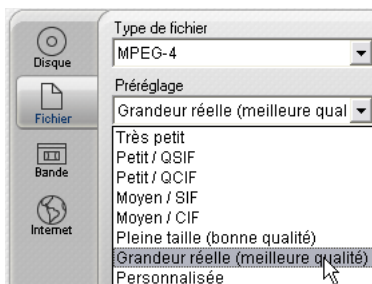 Disque
Fichier
Bande
Internet
Type de fichier
MPEG-4
Préréglage
Grandeur réelle (meilleure qual
Très petit
Petit / QSIF
Petit / QCIF
Moyen / SIF
Moyen / CIF
Pleine taille (bonne qualité)
Grandeur réelle (meilleure qualité)
Personnalisée